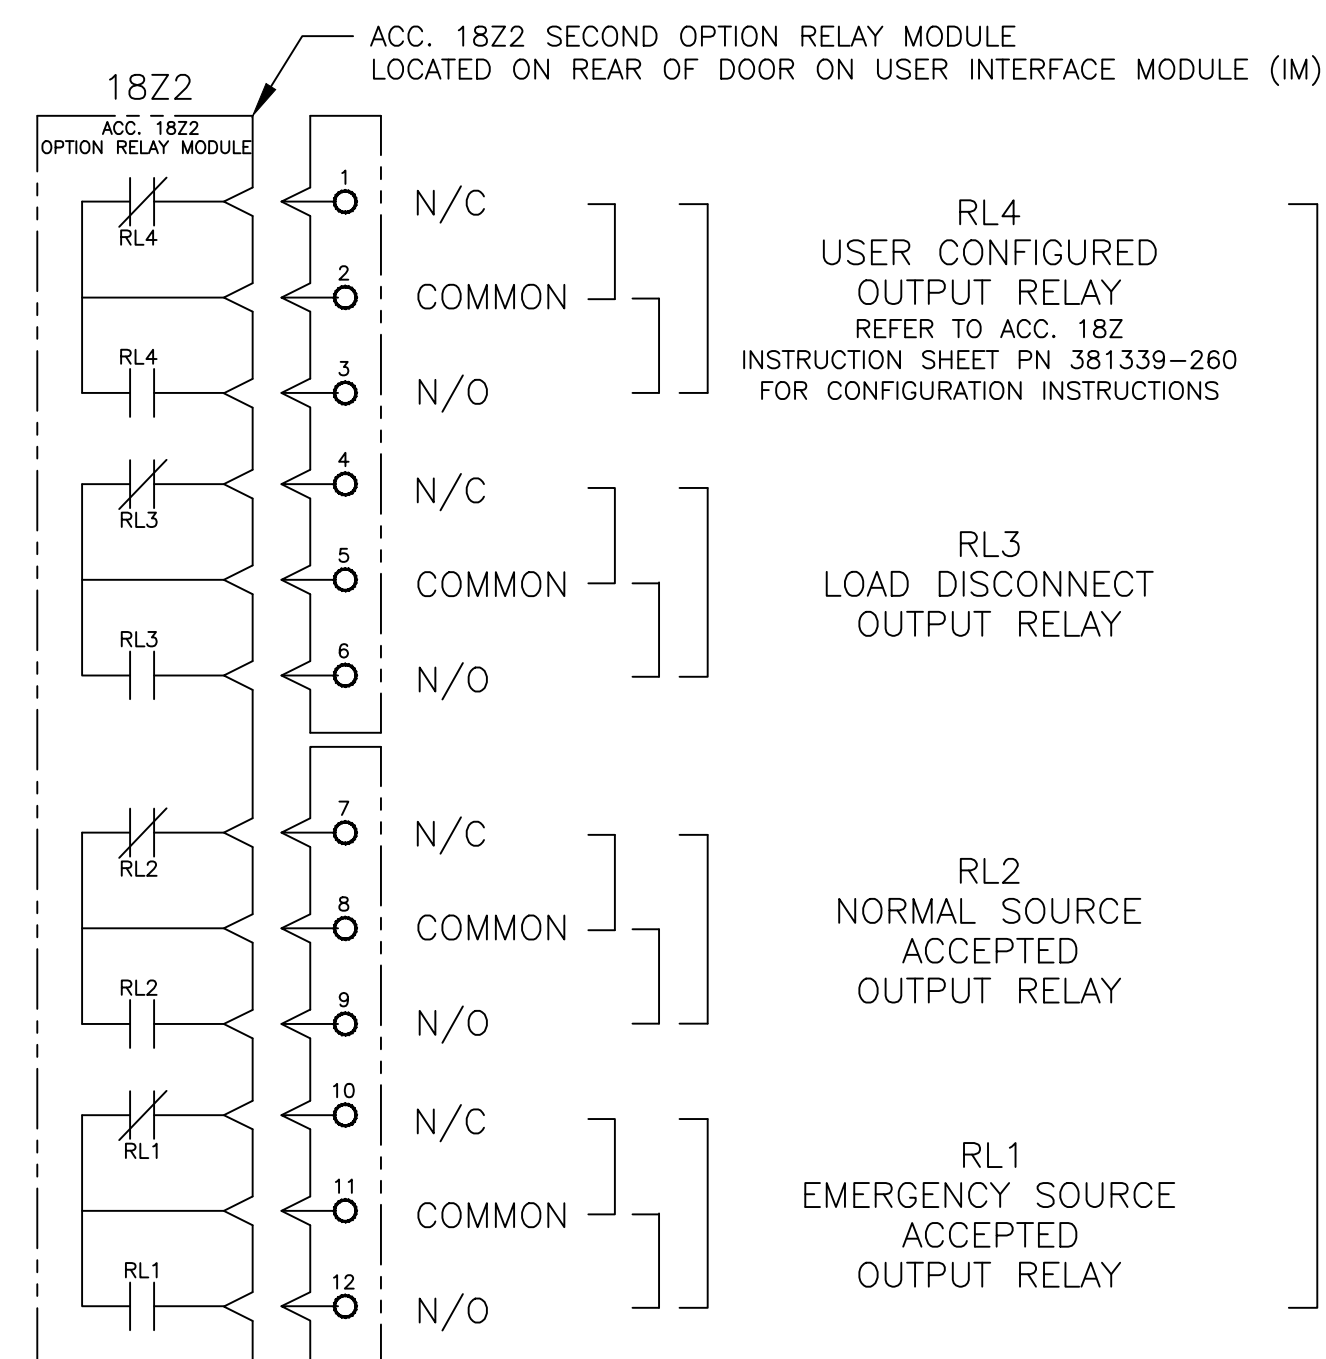 ACC. 18Z2 SECOND OPTION RELAY MODULE
LOCATED ON REAR OF DOOR ON USER INTERFACE MODULE (IM)
18Z2
ACC. 18Z2
OPTION RELAY MODULE
RL4
1
N/C
2
COMMON
RL4
3
N/O
RL4
USER CONFIGURED
OUTPUT RELAY
REFER TO ACC. 18Z
INSTRUCTION SHEET PN 381339-260
FOR CONFIGURATION INSTRUCTIONS
RL3
4
N/C
5
COMMON
RL3
6
N/O
RL3
LOAD DISCONNECT
OUTPUT RELAY
RL2
7
N/C
8
COMMON
RL2
9
N/O
RL2
NORMAL SOURCE
ACCEPTED
OUTPUT RELAY
RL1
10
N/C
11
COMMON
RL1
12
N/O
RL1
EMERGENCY SOURCE
ACCEPTED
OUTPUT RELAY